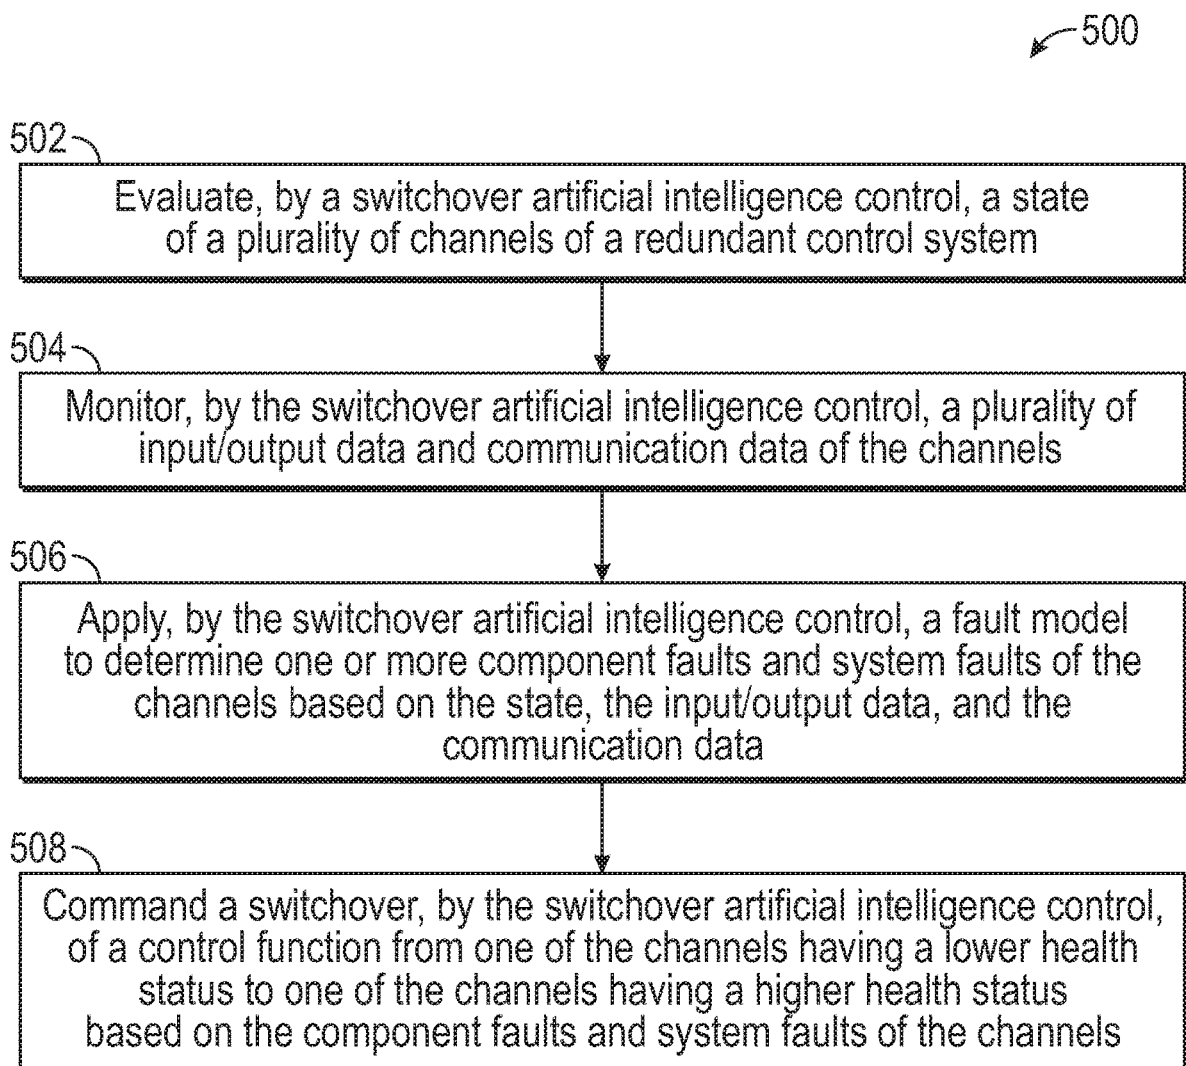 500
502
Evaluate, by a switchover artificial intelligence control, a state
of a plurality of channels of a redundant control system
504
Monitor, by the switchover artificial intelligence control, a plurality of
input/output data and communication data of the channels
506
Apply, by the switchover artificial intelligence control, a fault model
to determine one or more component faults and system faults of the
channels based on the state, the input/output data, and the
communication data
508
Command a switchover, by the switchover artificial intelligence control,
of a control function from one of the channels having a lower health
status to one of the channels having a higher health status
based on the component faults and system faults of the channels